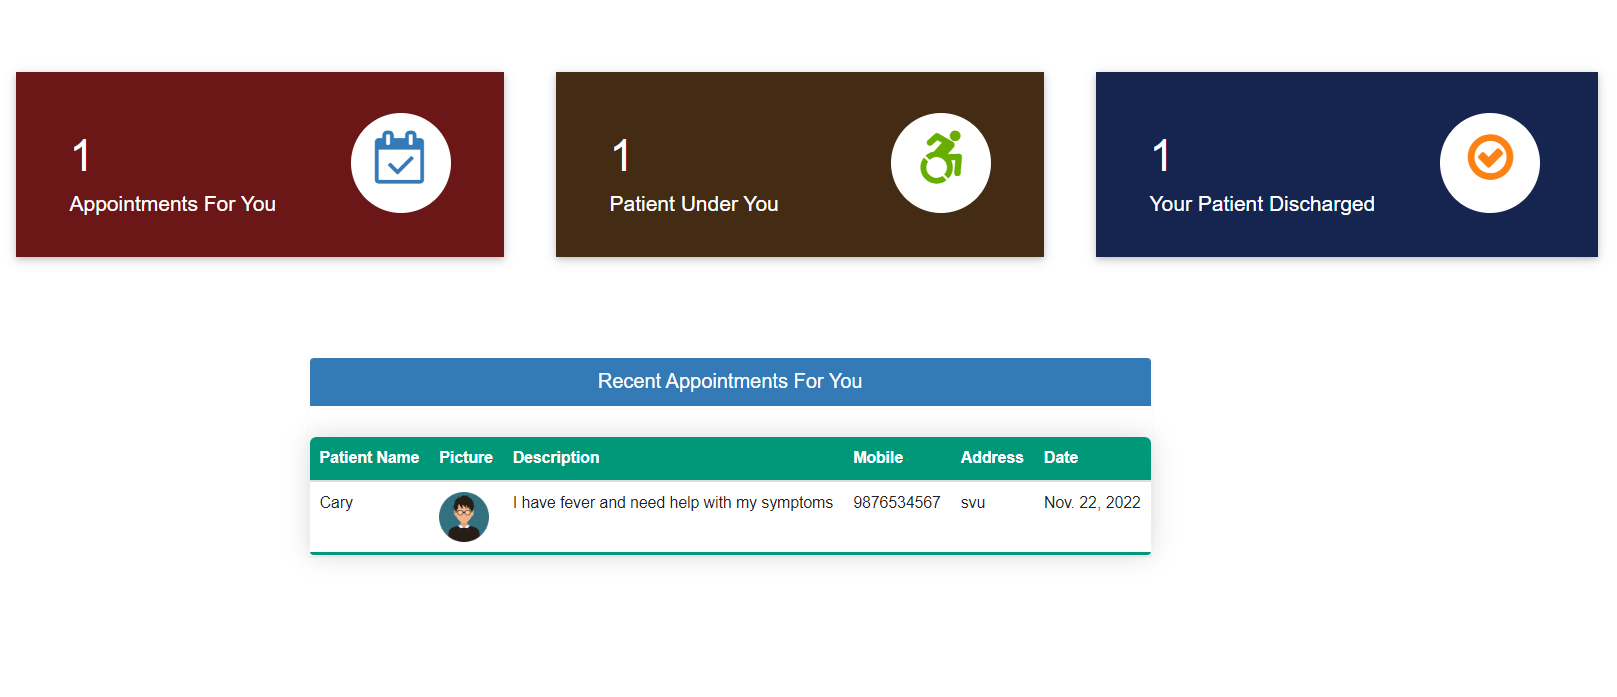 1
Appointments For You
1
Patient Under You
1
Your Patient Discharged
Recent Appointments For You
Patient Name Picture Description Mobile Address Date
Cary I have fever and need help with my symptoms 9876534567 svu Nov. 22, 2022